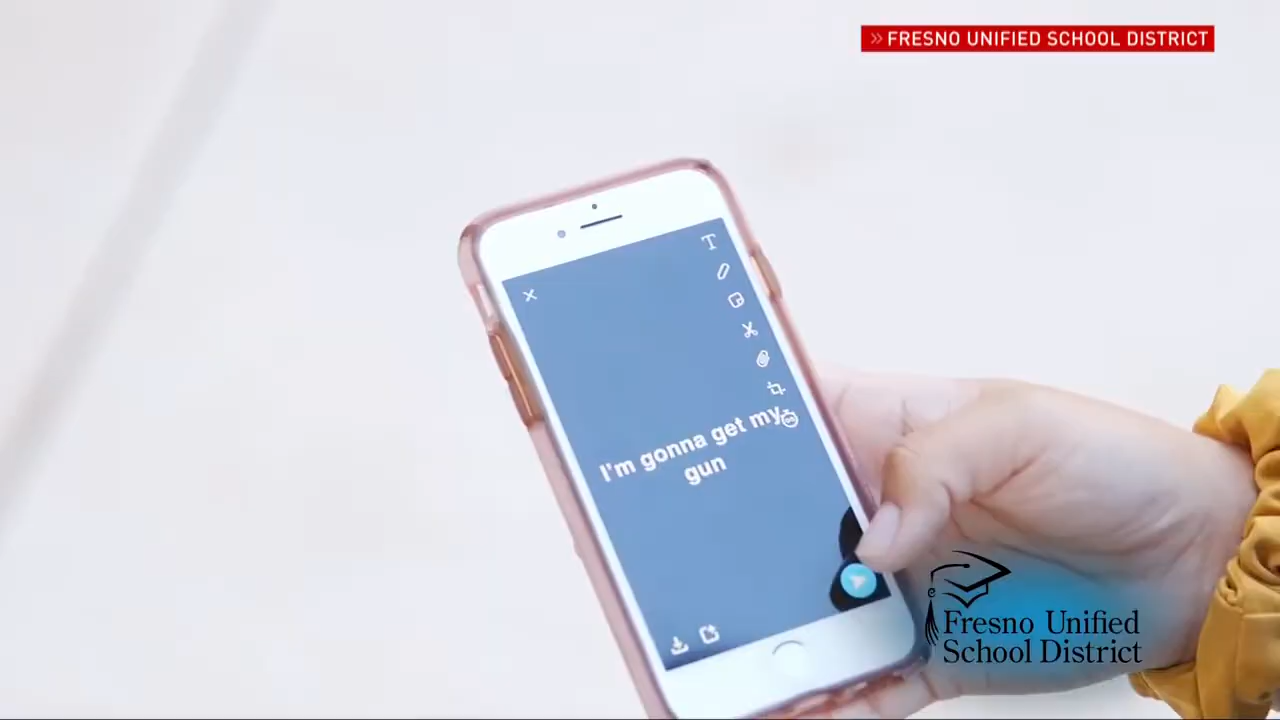 » FRESNO UNIFIED SCHOOL DISTRICT
T
I'm gonna get my
gun
Fresno Unified
School District